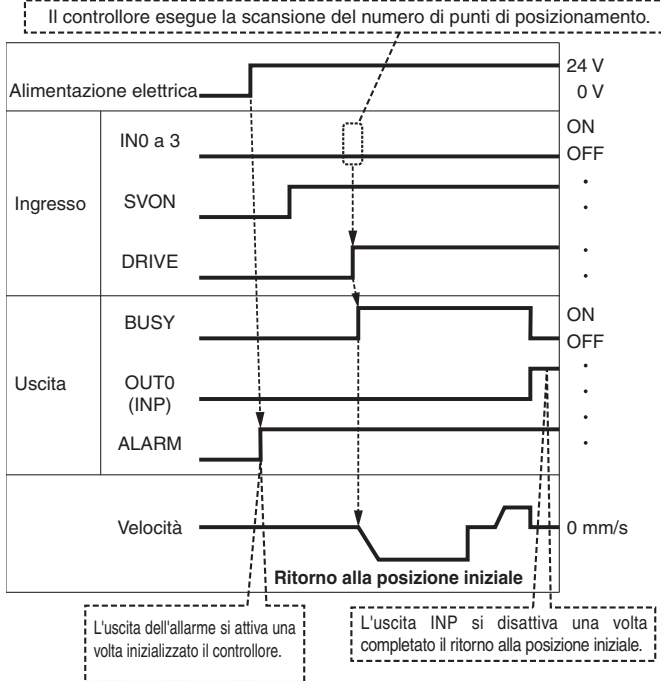 Il controllore esegue la scansione del numero di punti di posizionamento.
Alimentazione elettrica
24 V
0 V
Ingresso
IN0 a 3
ON
OFF
SVON
DRIVE
Uscita
BUSY
ON
OFF
OUT0
(INP)
ALARM
Velocità
0 mm/s
Ritorno alla posizione iniziale
L'uscita dell'allarme si attiva una
volta inizializzato il controllore.
L'uscita INP si disattiva una volta
completato il ritorno alla posizione iniziale.